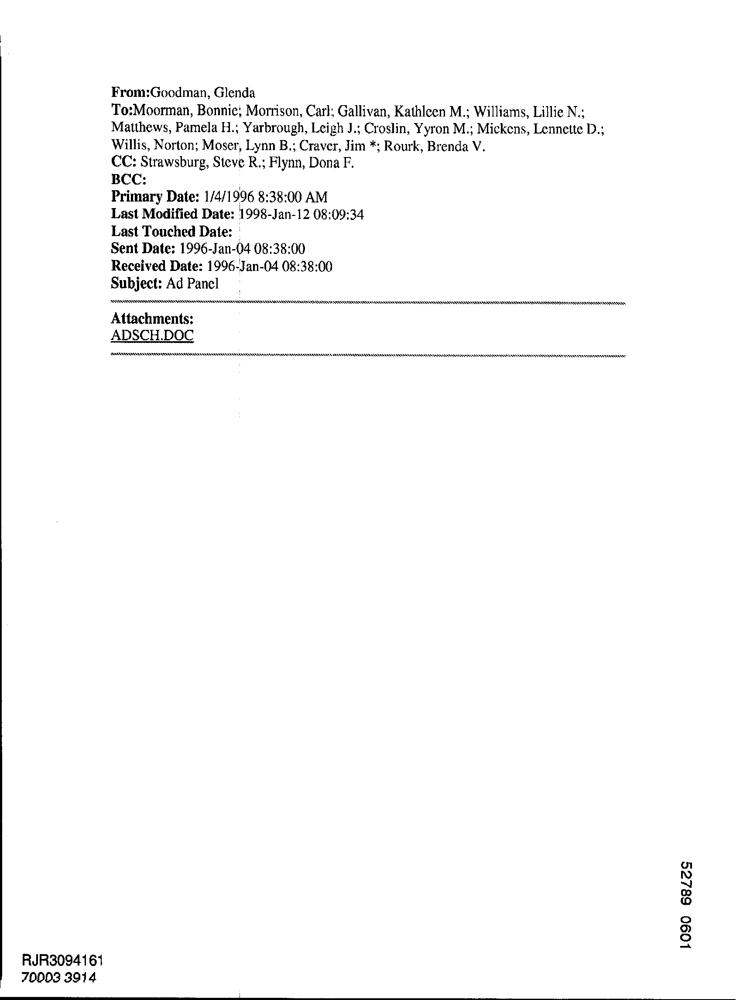 From:Goodman, Glenda
To:Moorman, Bonnie; Morrison, Carl; Gallivan, Kathleen M.; Williams, Lillie N.;
Matthews, Pamela H.; Yarbrough, Leigh J.; Croslin, Yyron M.; Mickens, Lennette D.;
Willis, Norton; Moser, Lynn B.; Craver, Jim *; Rourk, Brenda V.
CC: Strawsburg, Steve R.; Flynn, Dona F.
BCC:
Primary Date: 1/4/1996 8:38:00 AM
Last Modified Date: 1998-Jan-12 08:09:34
Last Touched Date:
Sent Date: 1996-Jan-04 08:38:00
Received Date: 1996-Jan-04 08:38:00
Subject: Ad Panel
Attachments:
ADSCH.DOC
52789 0601
RJR3094161
70003 3914